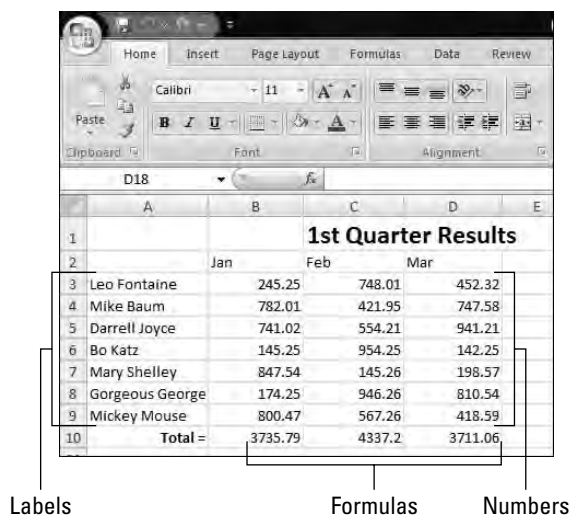 Home Insert Page Layout Formulas Data Review
Calibri 11 A A
Paste B I U A
Clipboard Font Alignment
D18 fx
A B C D E
1 1st Quarter Results
2 Jan Feb Mar
3 Leo Fontaine 245.25 748.01 452.32
4 Mike Baum 782.01 421.95 747.58
5 Darrell Joyce 741.02 554.21 941.21
6 Bo Katz 145.25 954.25 142.25
7 Mary Shelley 847.54 145.26 198.57
8 Gorgeous George 174.25 946.26 810.54
9 Mickey Mouse 800.47 567.26 418.59
10 Total = 3735.79 4337.2 3711.06
Labels Formulas Numbers